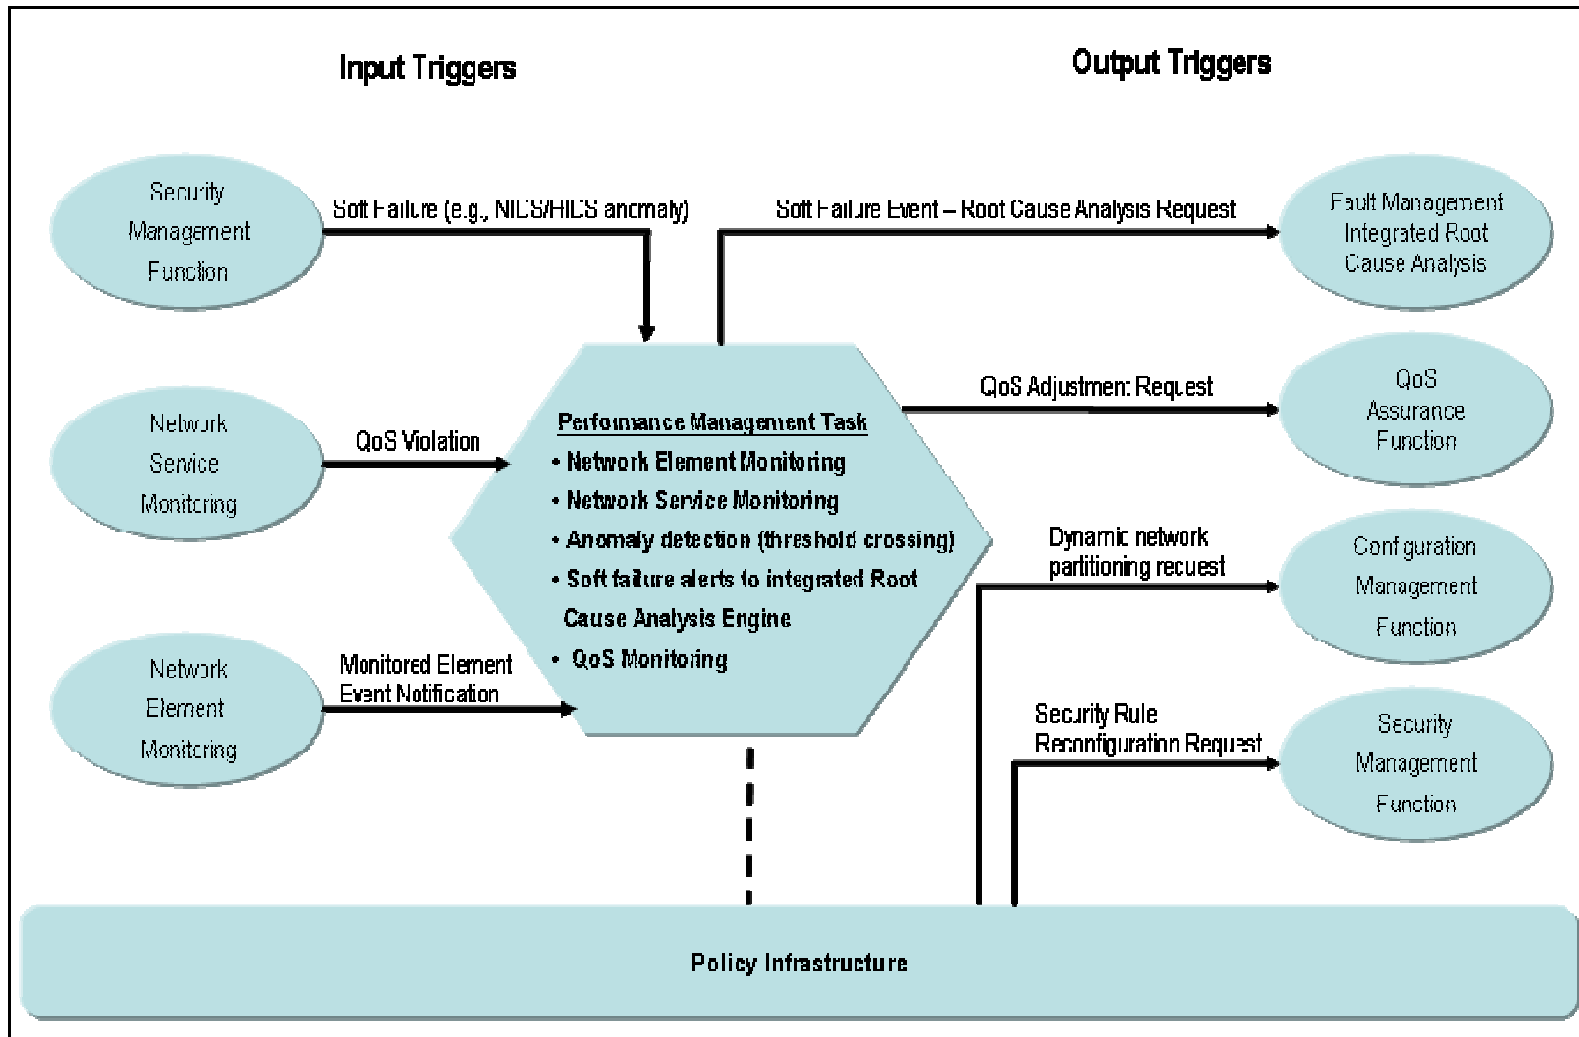 Input Triggers
Output Triggers
Security
Management
Function
Soft Failure (e.g., NIDS/HIDS anomaly)
Soft Failure Event – Root Cause Analysis Request
Fault Management
Integrated Root
Cause Analysis
Network
Service
Monitoring
QoS Violation
Performance Management Task
• Network Element Monitoring
• Network Service Monitoring
• Anomaly detection (threshold crossing)
• Soft failure alerts to integrated Root
Cause Analysis Engine
• QoS Monitoring
QoS Adjustment Request
QoS
Assurance
Function
Network
Element
Monitoring
Monitored Element
Event Notification
Dynamic network
partitioning request
Configuration
Management
Function
Security Rule
Reconfiguration Request
Security
Management
Function
Policy Infrastructure